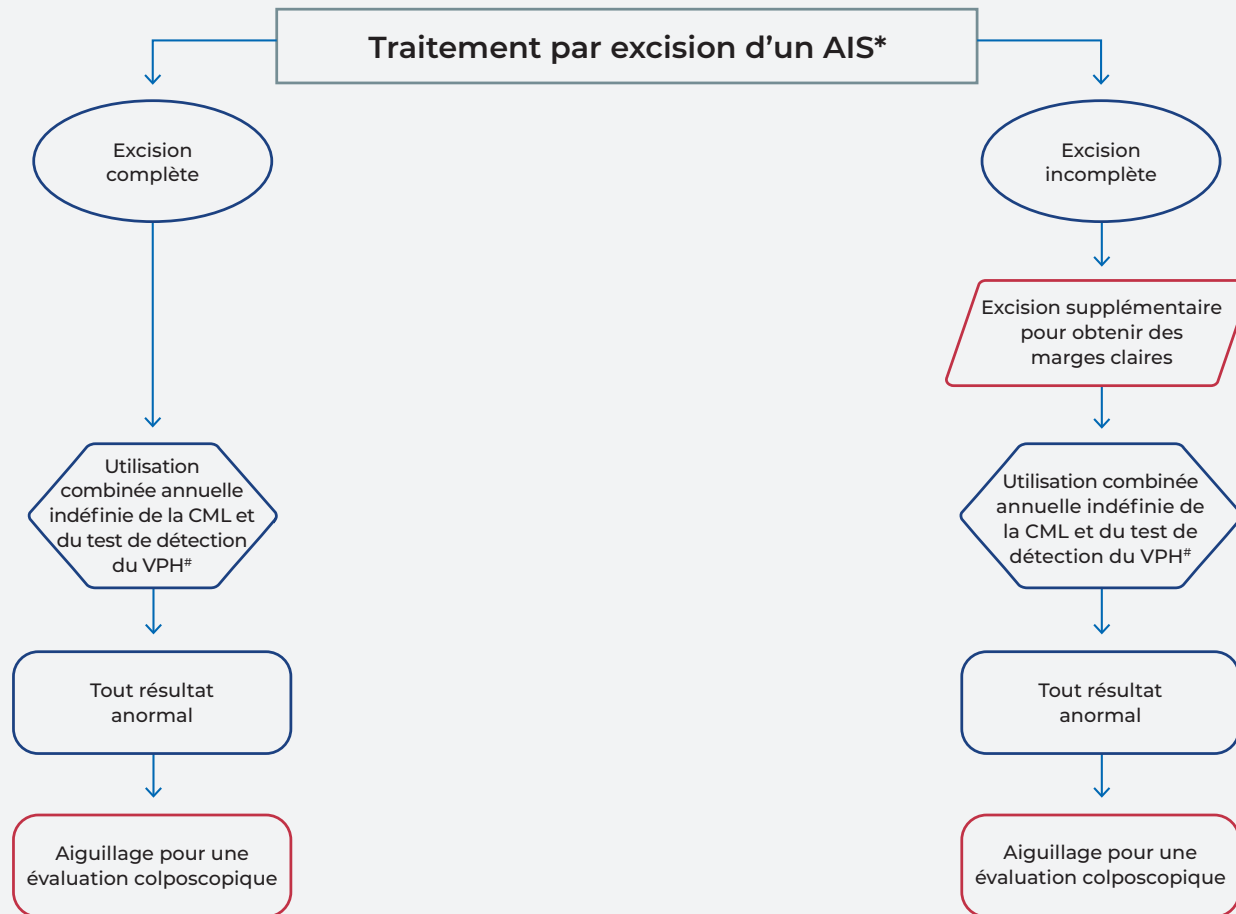 Traitement par excision d’un AIS*
Excision
complète
Utilisation
combinée annuelle
indéfinie de la CML et
du test de détection
du VPH#
Tout résultat
anormal
Aiguillage pour une
évaluation colposcopique
Excision
incomplète
Excision supplémentaire
pour obtenir des
marges claires
Utilisation combinée
annuelle indéfinie de
la CML et du test de
détection du VPH#
Tout résultat
anormal
Aiguillage pour une
évaluation colposcopique